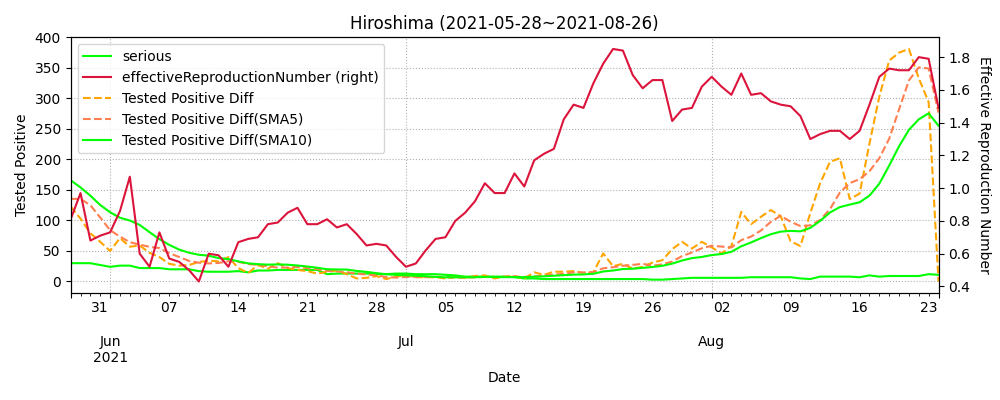 Hiroshima (2021-05-28~2021-08-26)
serious
effectiveReproductionNumber (right)
Tested Positive Diff
Tested Positive Diff(SMA5)
Tested Positive Diff(SMA10)
Tested Positive
400
350
300
250
200
150
100
50
0
Effective Reproduction Number
1.8
1.6
1.4
1.2
1.0
0.8
0.6
0.4
31 07 14 21 28 05 12 19 26 02 09 16 23
Jun Jul Aug
2021
Date